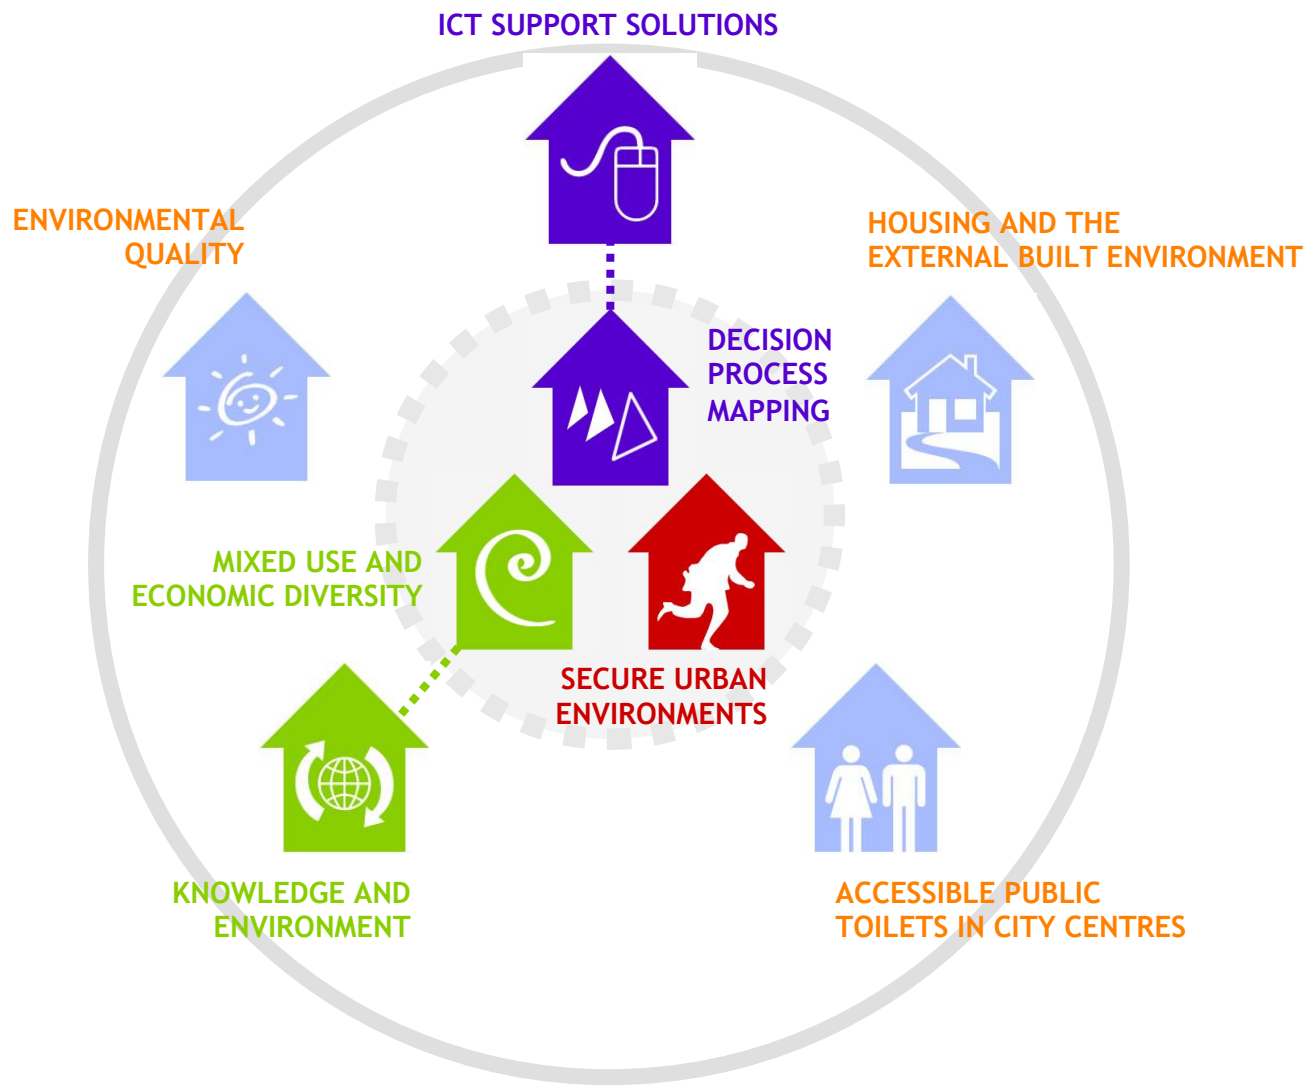 ICT SUPPORT SOLUTIONS
ENVIRONMENTAL
QUALITY
HOUSING AND THE
EXTERNAL BUILT ENVIRONMENT
DECISION
PROCESS
MAPPING
MIXED USE AND
ECONOMIC DIVERSITY
SECURE URBAN
ENVIRONMENTS
KNOWLEDGE AND
ENVIRONMENT
ACCESSIBLE PUBLIC
TOILETS IN CITY CENTRES